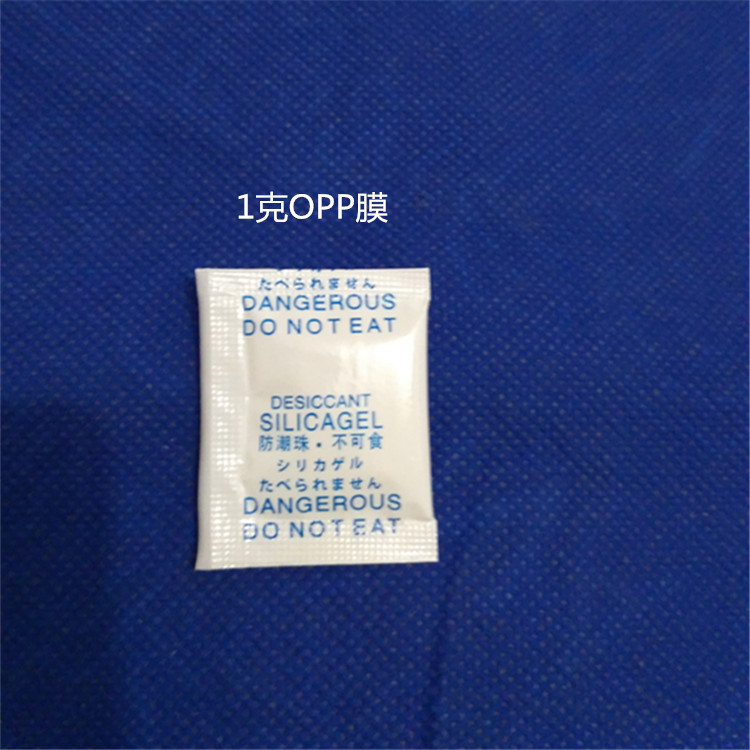 1克OPP膜
たべられません
DANGEROUS
DO NOT EAT
DESICCANT
SILICAGEL
防潮珠·不可食
シリカゲル
たべられません
DANGEROUS
DO NOT EAT